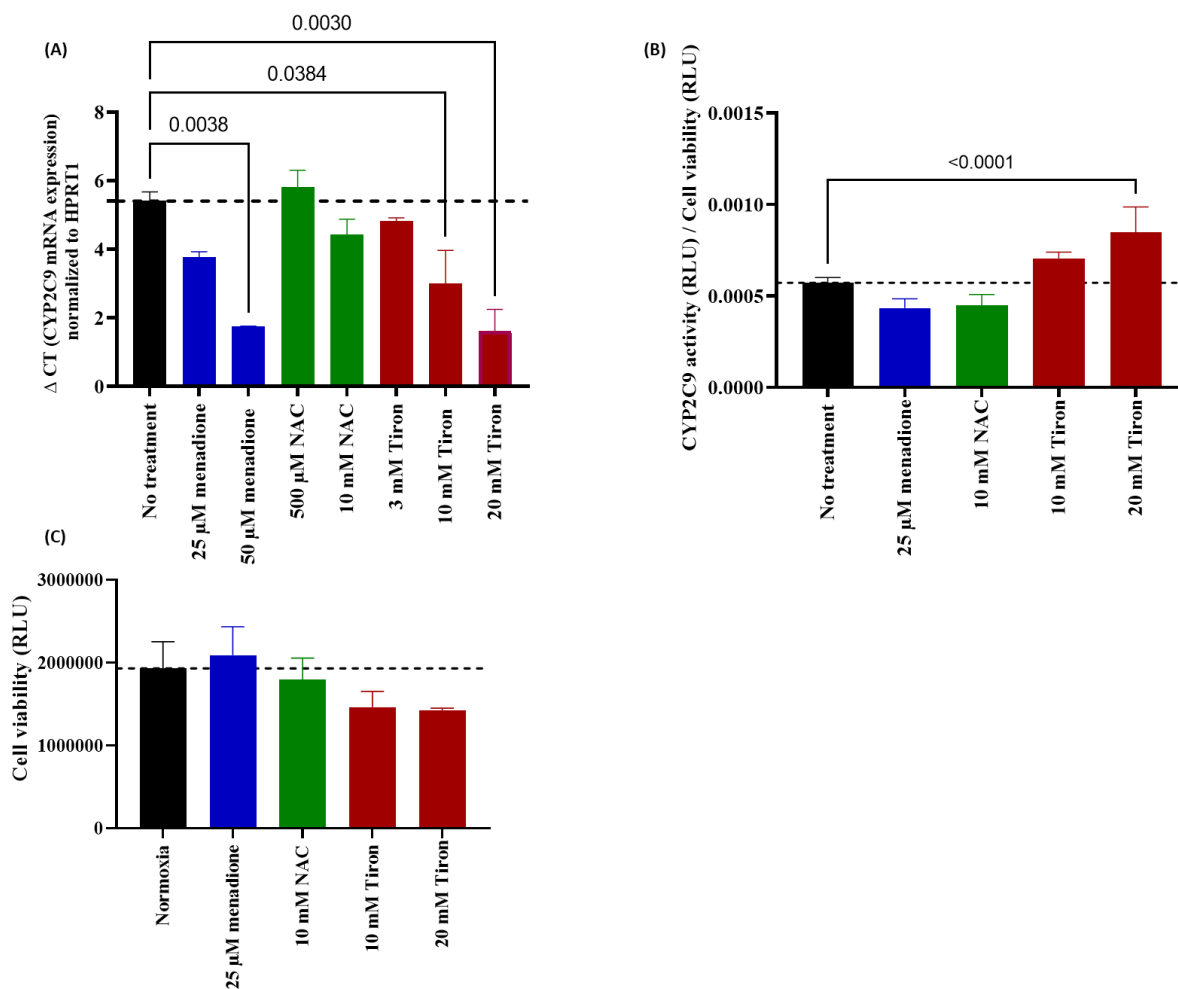 (A)
0.0030
0.0384
0.0038
Δ CT (CYP2C9 mRNA expression)
normalized to HPRT1
8
6
4
2
0
No treatment
25 μM menadione
50 μM menadione
500 μM NAC
10 mM NAC
3 mM Tiron
10 mM Tiron
20 mM Tiron
(B)
<0.0001
CYP2C9 activity (RLU) / Cell viability (RLU)
0.0015
0.0010
0.0005
0.0000
No treatment
25 μM menadione
10 mM NAC
10 mM Tiron
20 mM Tiron
(C)
Cell viability (RLU)
3000000
2000000
1000000
0
Normoxia
25 μM menadione
10 mM NAC
10 mM Tiron
20 mM Tiron